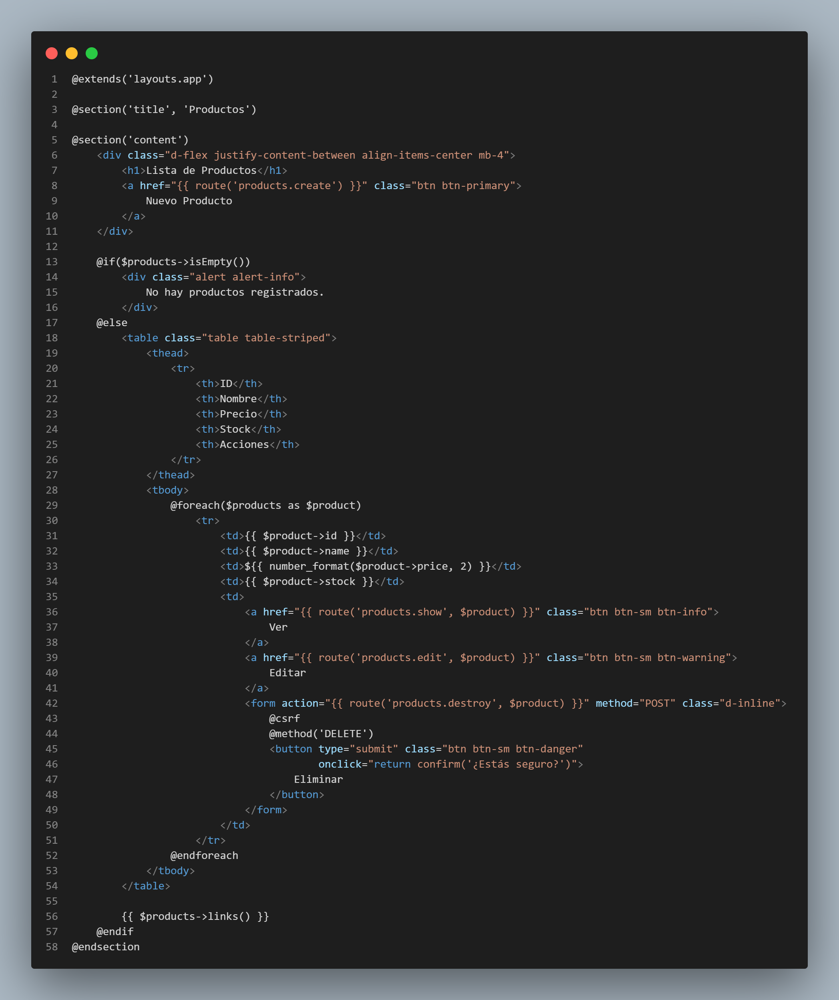 1 @extends('layouts.app')
2
3 @section('title', 'Productos')
4
5 @section('content')
6     <div class="d-flex justify-content-between align-items-center mb-4">
7         <h1>Lista de Productos</h1>
8         <a href="{{ route('products.create') }}" class="btn btn-primary">
9             Nuevo Producto
10         </a>
11     </div>
12
13     @if($products->isEmpty())
14         <div class="alert alert-info">
15             No hay productos registrados.
16         </div>
17     @else
18         <table class="table table-striped">
19             <thead>
20                 <tr>
21                     <th>ID</th>
22                     <th>Nombre</th>
23                     <th>Precio</th>
24                     <th>Stock</th>
25                     <th>Acciones</th>
26                 </tr>
27             </thead>
28             <tbody>
29                 @foreach($products as $product)
30                     <tr>
31                         <td>{{ $product->id }}</td>
32                         <td>{{ $product->name }}</td>
33                         <td>${{ number_format($product->price, 2) }}</td>
34                         <td>{{ $product->stock }}</td>
35                         <td>
36                             <a href="{{ route('products.show', $product) }}" class="btn btn-sm btn-info">
37                                 Ver
38                             </a>
39                             <a href="{{ route('products.edit', $product) }}" class="btn btn-sm btn-warning">
40                                 Editar
41                             </a>
42                             <form action="{{ route('products.destroy', $product) }}" method="POST" class="d-inline">
43                                 @csrf
44                                 @method('DELETE')
45                                 <button type="submit" class="btn btn-sm btn-danger"
46                                         onclick="return confirm('¿Estás seguro?')">
47                                     Eliminar
48                                 </button>
49                             </form>
50                         </td>
51                     </tr>
52                 @endforeach
53             </tbody>
54         </table>
55
56         {{ $products->links() }}
57     @endif
58 @endsection